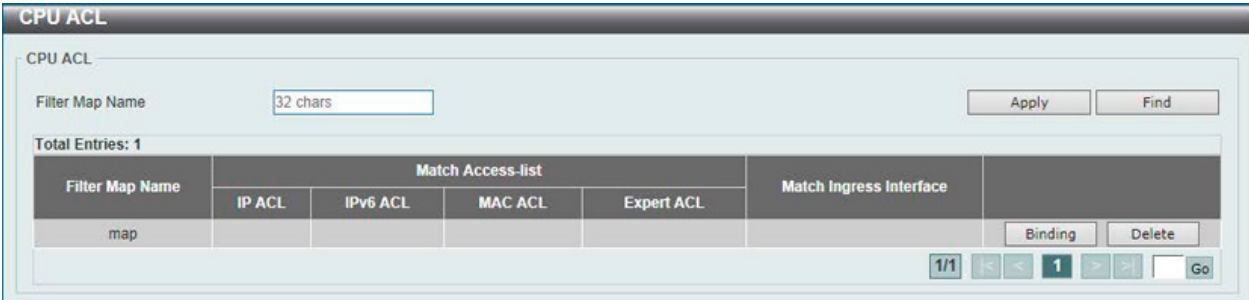 CPU ACL
CPU ACL
Filter Map Name 32 chars Apply Find
Total Entries: 1
Filter Map Name Match Access-list Match Ingress Interface
IP ACL IPv6 ACL MAC ACL Expert ACL
map Binding Delete
1/1 |< < 1 > >| Go